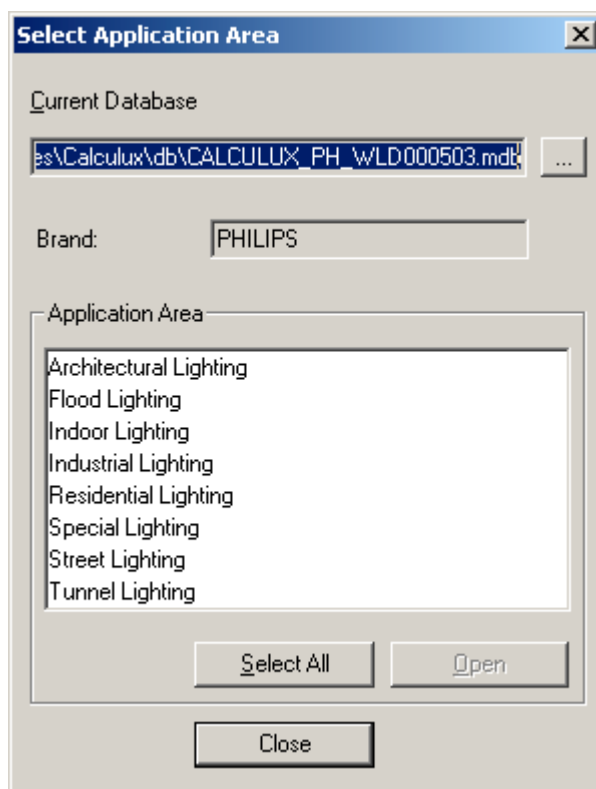 Select Application Area
Current Database
es\Calculux\db\CALCULUX_PH_WLD000503.mdb
...
Brand:
PHILIPS
Application Area
Architectural Lighting
Flood Lighting
Indoor Lighting
Industrial Lighting
Residential Lighting
Special Lighting
Street Lighting
Tunnel Lighting
Select All
Open
Close